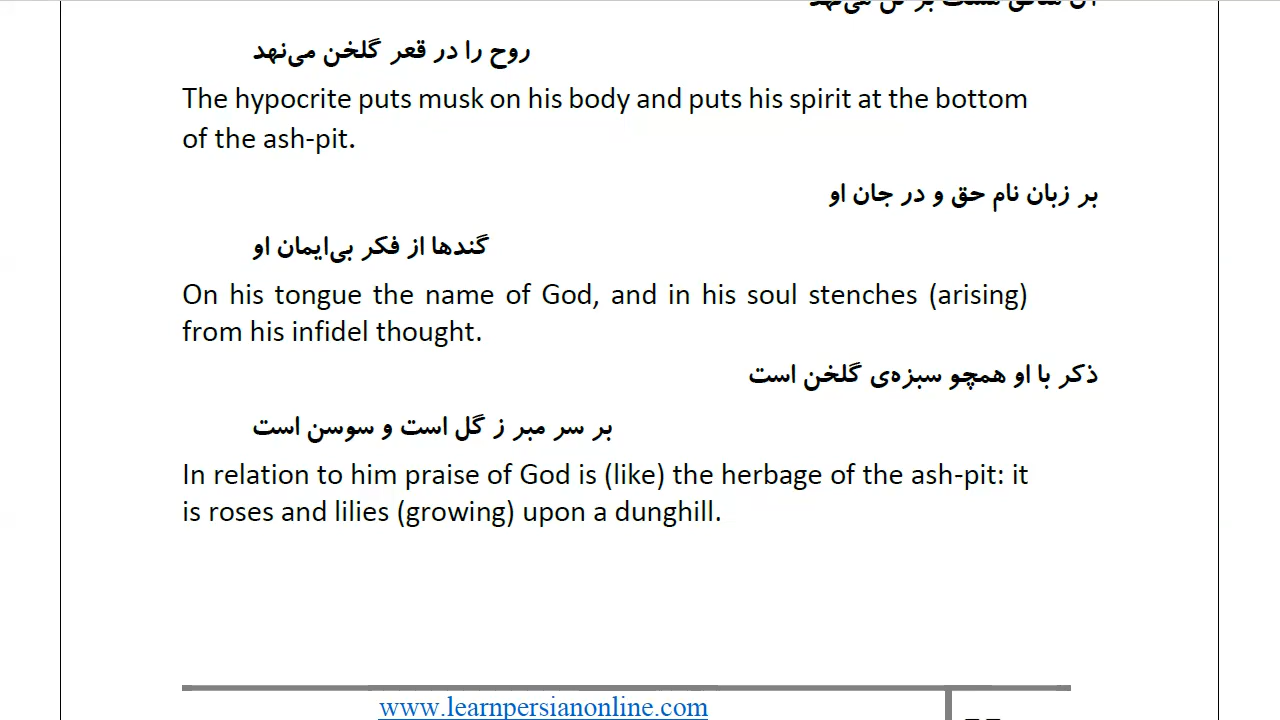 روح را در قعر گلخن می‌نهد
The hypocrite puts musk on his body and puts his spirit at the bottom
of the ash-pit.
بر زبان نام حق و در جان او
گندها از فکر بی‌ایمان او
On his tongue the name of God, and in his soul stenches (arising)
from his infidel thought.
ذکر با او همچو سبزه‌ی گلخن است
بر سر مبر ز گل است و سوسن است
In relation to him praise of God is (like) the herbage of the ash-pit: it
is roses and lilies (growing) upon a dunghill.
www.learnpersianonline.com